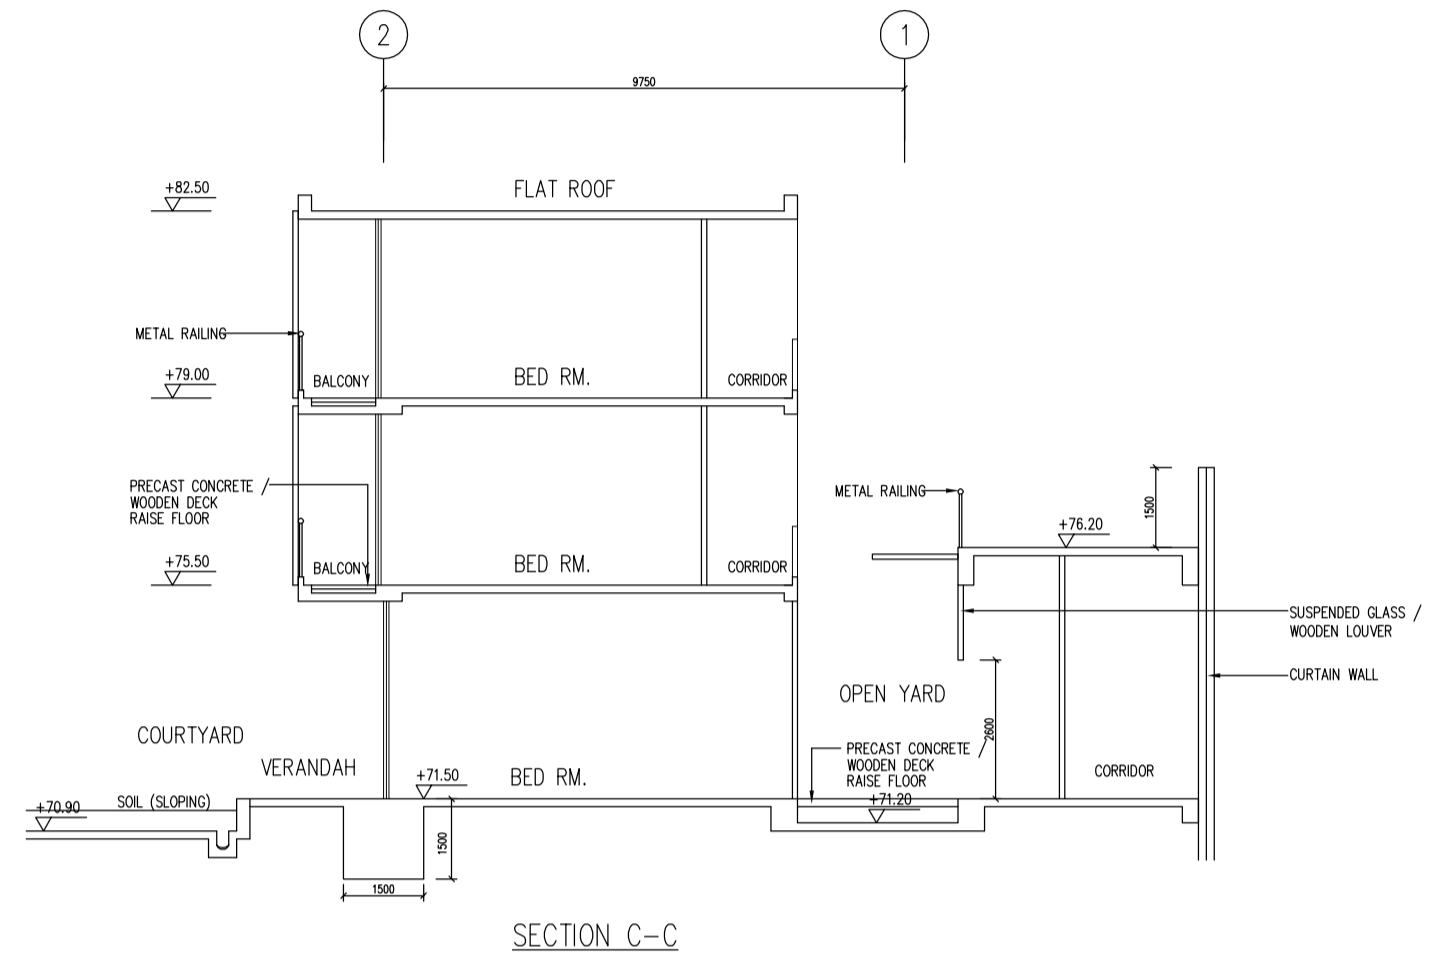 2
1
9750
+82.50
FLAT ROOF
METAL RAILING
+79.00
BALCONY
BED RM.
CORRIDOR
PRECAST CONCRETE /
WOODEN DECK
RAISE FLOOR
METAL RAILING
1500
+76.20
+75.50
BALCONY
BED RM.
CORRIDOR
SUSPENDED GLASS /
WOODEN LOUVER
CURTAIN WALL
OPEN YARD
2600
COURTYARD
VERANDAH
+71.50
BED RM.
PRECAST CONCRETE /
WOODEN DECK
RAISE FLOOR
CORRIDOR
+70.90
SOIL (SLOPING)
+71.20
1500
1500
SECTION C-C